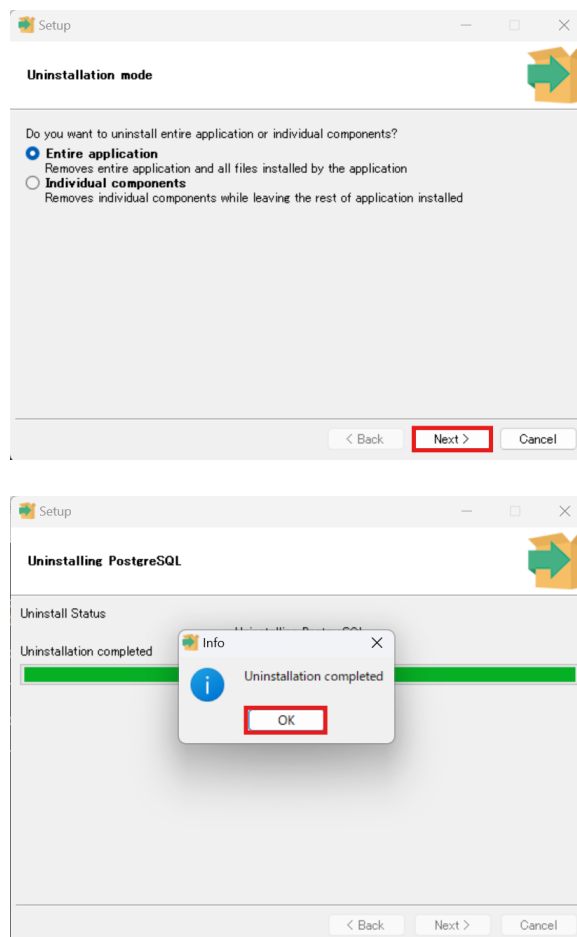 Setup
Uninstallation mode
Do you want to uninstall entire application or individual components?
Entire application
Removes entire application and all files installed by the application
Individual components
Removes individual components while leaving the rest of application installed
< Back Next > Cancel
Setup
Uninstalling PostgreSQL
Uninstall Status
Uninstallation completed
Info
Uninstallation completed
OK
< Back Next > Cancel